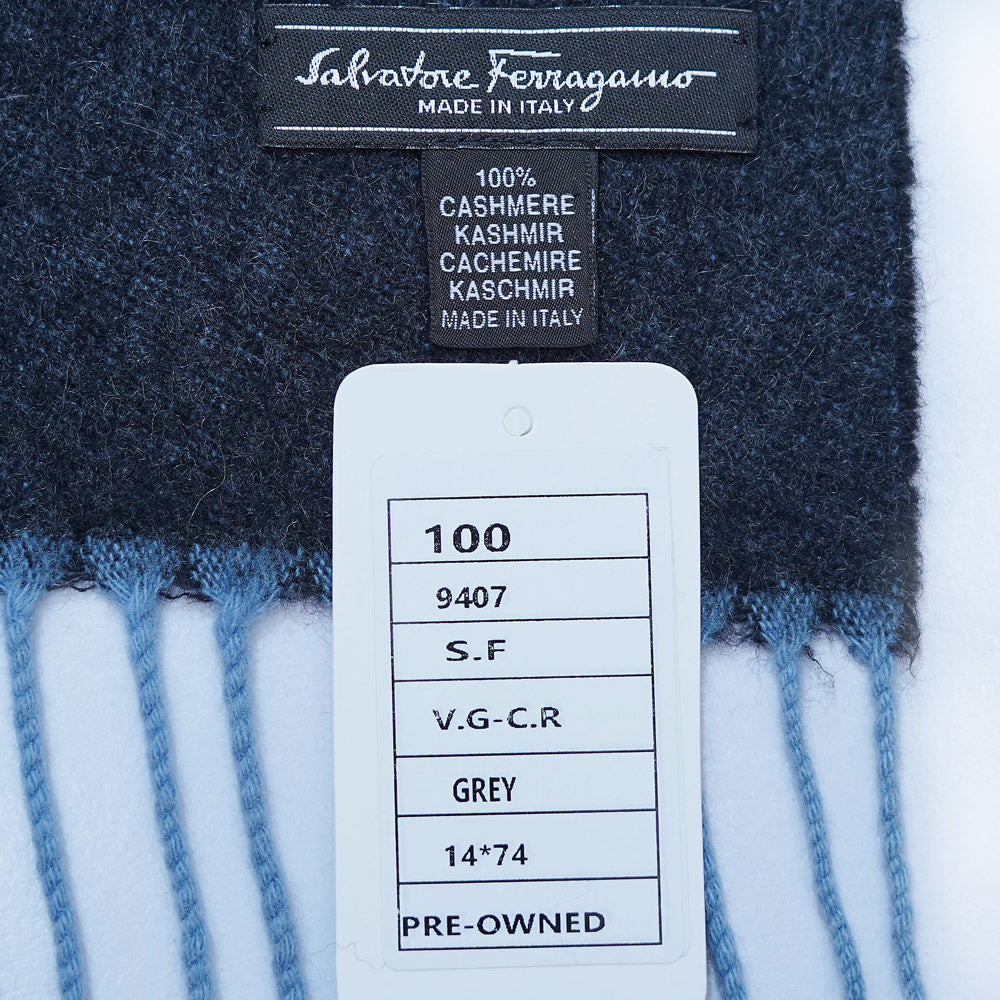 Salvatore Ferragamo
MADE IN ITALY
100%
CASHMERE
KASHMIR
CACHEMIRE
KASCHMIR
MADE IN ITALY
100
9407
S.F
V.G-C.R
GREY
14*74
PRE-OWNED